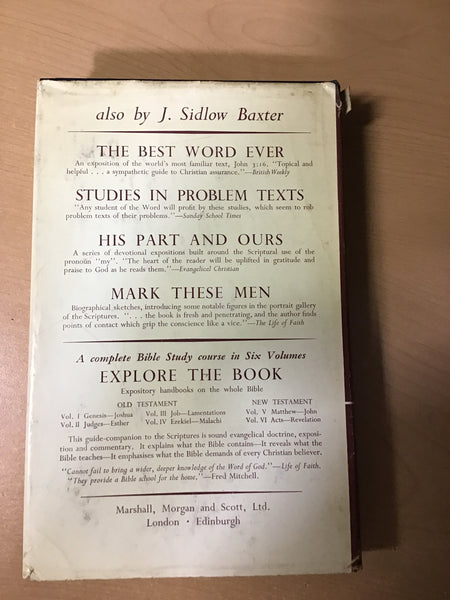 also by J. Sidlow Baxter
THE BEST WORD EVER
An exposition of the world's most familiar text, John 3:16. "Topical and
helpful . . . a sympathetic guide to Christian assurance."—British Weekly
STUDIES IN PROBLEM TEXTS
"Any student of the Word will profit by these studies, which seem to rob
problem texts of their problems."—Sunday School Times
HIS PART AND OURS
A series of devotional expositions built around the Scriptural use of the
pronoun "my". "The heart of the reader will be uplifted in gratitude and
praise to God as he reads them."—Evangelical Christian
MARK THESE MEN
Biographical sketches, introducing some notable figures in the portrait gallery
of the Scriptures. ". . . the book is fresh and penetrating, and the author finds
points of contact which grip the conscience like a vice."—The Life of Faith
A complete Bible Study course in Six Volumes
EXPLORE THE BOOK
Expository handbooks on the whole Bible
OLD TESTAMENT NEW TESTAMENT
Vol. I Genesis—Joshua Vol. III Job—Lamentations Vol. V Matthew—John
Vol. II Judges—Esther Vol. IV Ezekiel—Malachi Vol. VI Acts—Revelation
This guide-companion to the Scriptures is sound evangelical doctrine, exposi-
tion and commentary. It explains what the Bible contains—It reveals what the
Bible teaches—It emphasises what the Bible demands of every Christian believer.
"Cannot fail to bring a wider, deeper knowledge of the Word of God."—Life of Faith.
"They provide a Bible school for the home."—Fred Mitchell.
Marshall, Morgan and Scott, Ltd.
London · Edinburgh